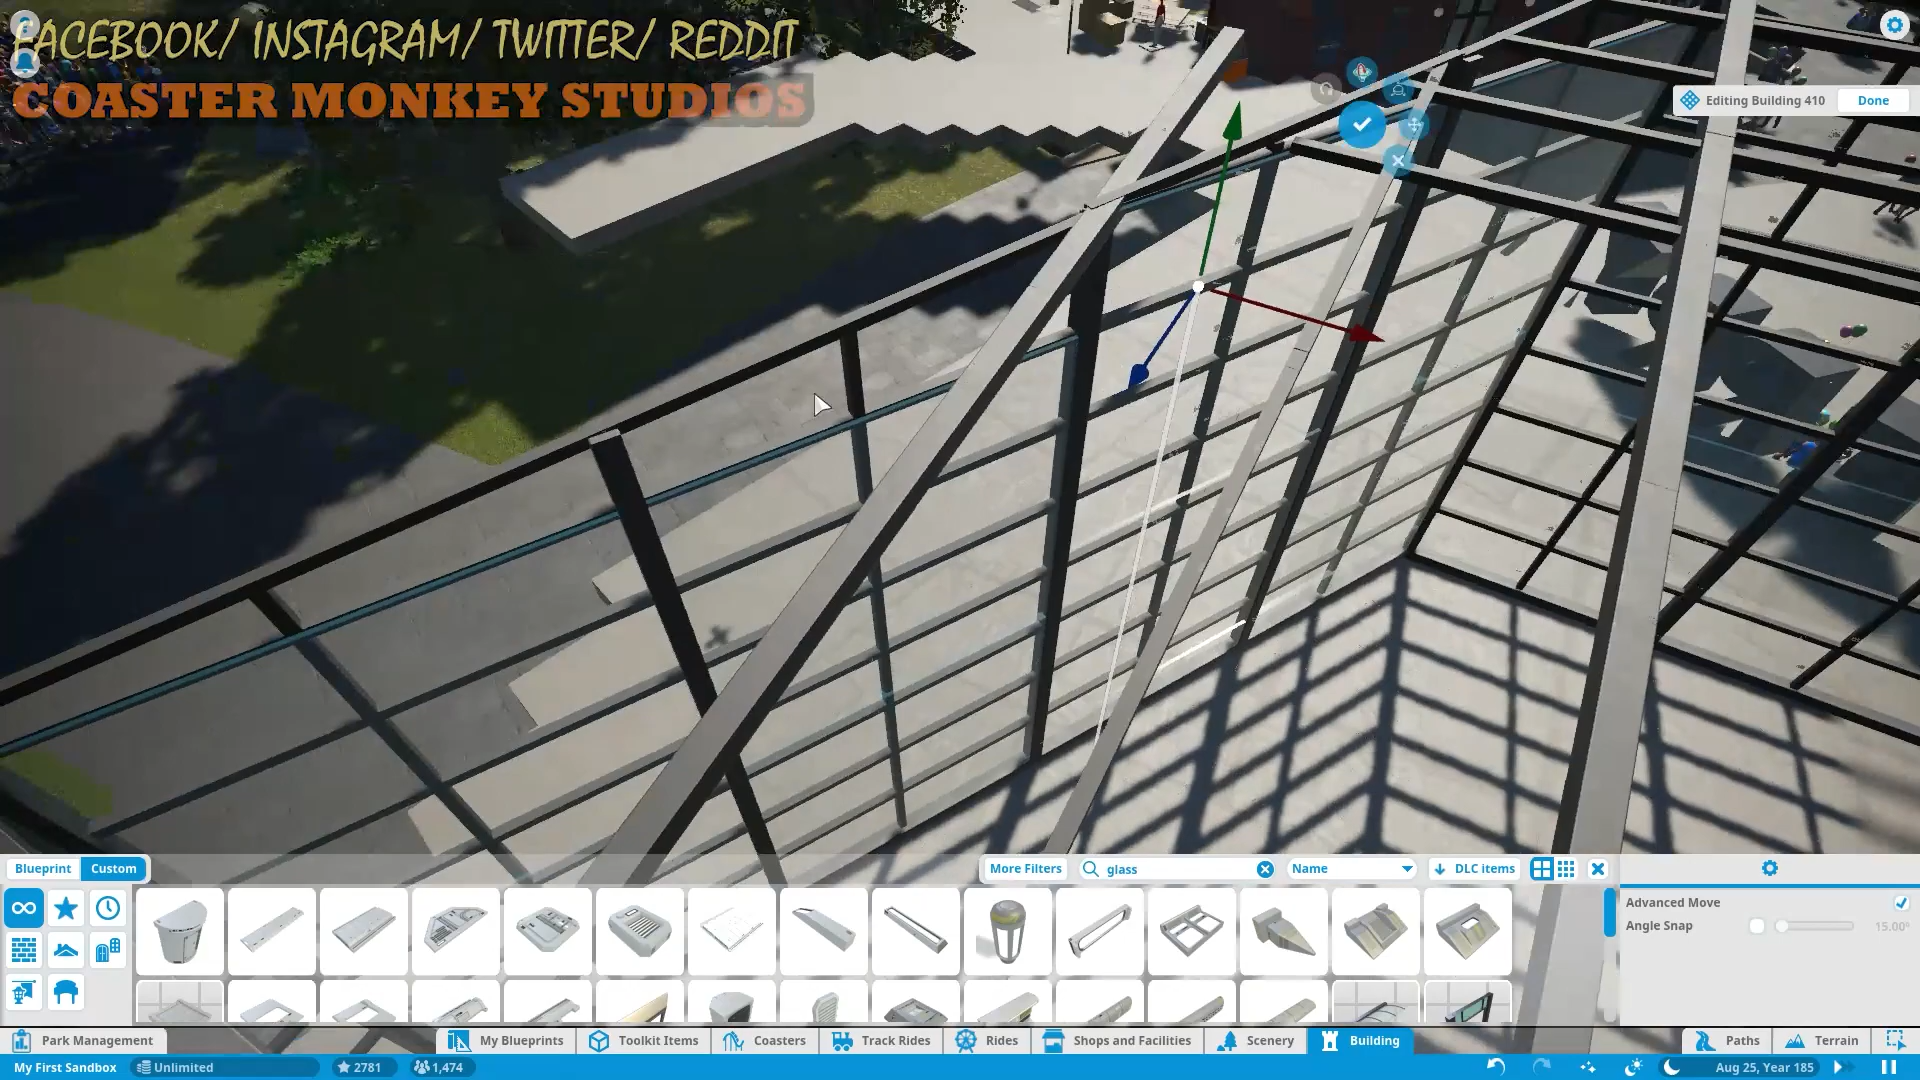 FACEBOOK/ INSTAGRAM/ TWITTER/ REDDIT
COASTER MONKEY STUDIOS
Editing Building 410
Done
Blueprint
Custom
More Filters
glass
Name
DLC items
Advanced Move
Angle Snap
15.00°
Park Management
My Blueprints
Toolkit Items
Coasters
Track Rides
Rides
Shops and Facilities
Scenery
Building
Paths
Terrain
My First Sandbox
Unlimited
2781
1,474
Aug 25, Year 185